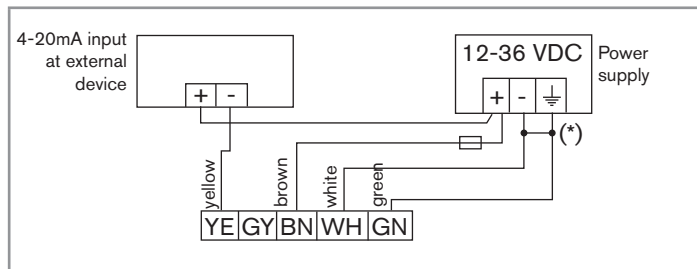 4-20mA input
at external
device
+ -
12-36 VDC
+ - ⏚
Power
supply
(*)
yellow
brown
white
green
YE GY BN WH GN